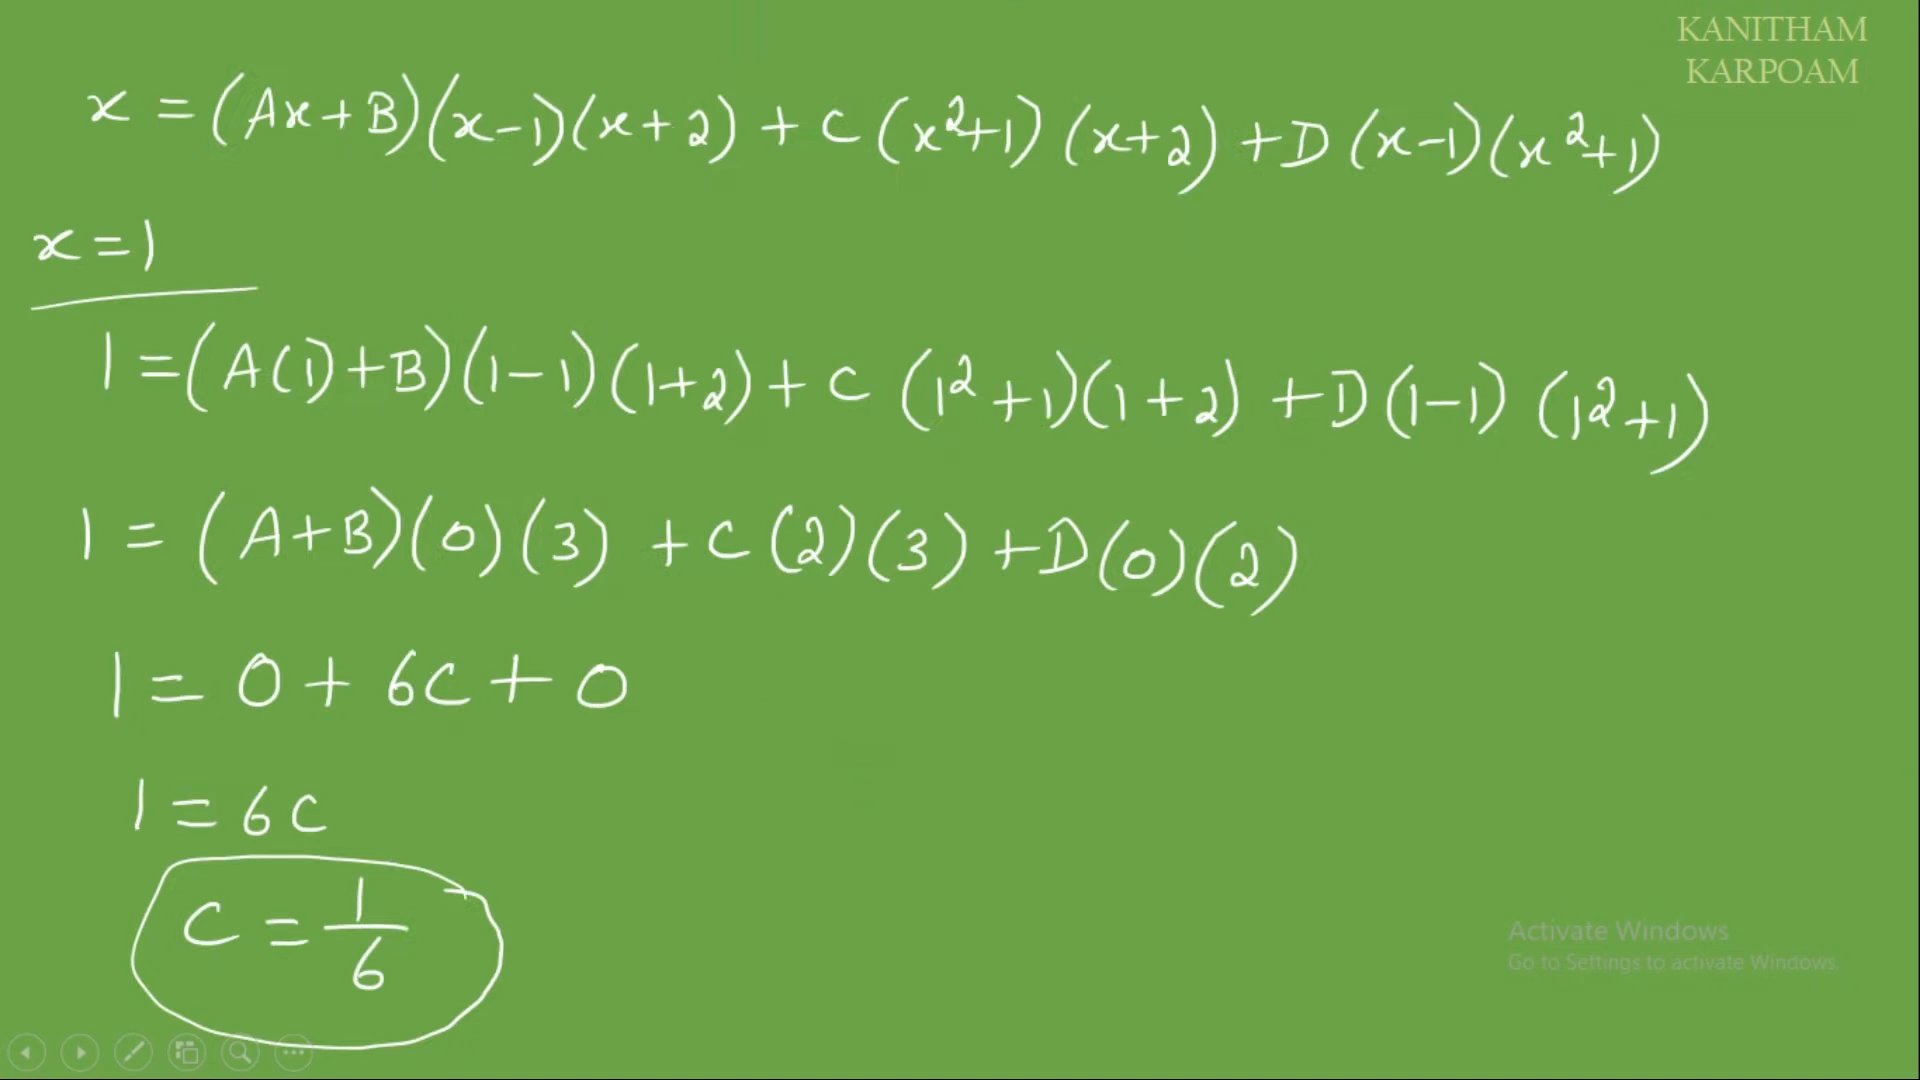 KANITHAM
KARPOAM
x = (Ax+B)(x-1)(x+2) + C(x²+1)(x+2) + D(x-1)(x²+1)
x=1
1 = (A(1)+B)(1-1)(1+2) + C(1²+1)(1+2) + D(1-1)(1²+1)
1 = (A+B)(0)(3) + C(2)(3) + D(0)(2)
1 = 0 + 6C + 0
1 = 6C
C = 1/6
Activate Windows
Go to Settings to activate Windows.